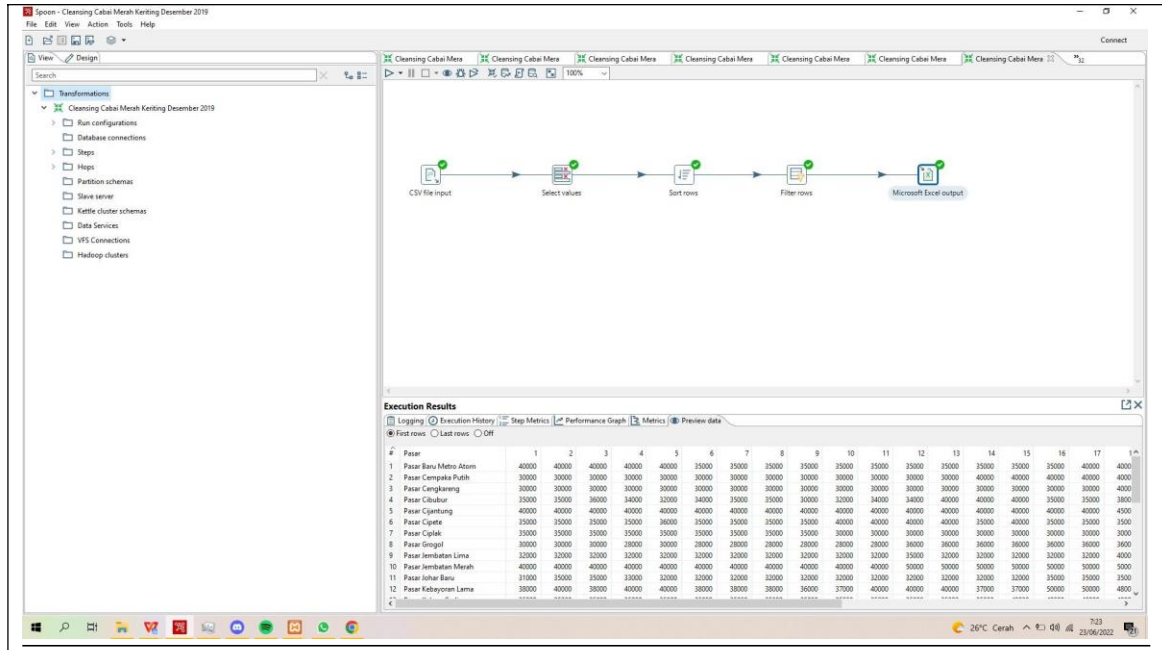 Spoon - Cleansing Cabai Merah Keriting Desember 2019
File Edit View Action Tools Help
Connect
View Design
Search
Transformations
Cleansing Cabai Merah Keriting Desember 2019
Run configurations
Database connections
Steps
Hops
Partition schemas
Slave server
Kettle cluster schemas
Data Services
VFS Connections
Hadoop clusters
Cleansing Cabai Mera Cleansing Cabai Mera Cleansing Cabai Mera Cleansing Cabai Mera Cleansing Cabai Mera Cleansing Cabai Mera Cleansing Cabai Mera
100%
CSV file input Select values Sort rows Filter rows Microsoft Excel output
Execution Results
Logging Execution History Step Metrics Performance Graph Metrics Preview data
First rows Last rows Off
# Pasar 1 2 3 4 5 6 7 8 9 10 11 12 13 14 15 16 17
1 Pasar Baru Metro Atom 40000 40000 40000 40000 40000 35000 35000 35000 35000 35000 35000 35000 35000 35000 35000 35000 40000 4000
2 Pasar Cempaka Putih 30000 40000 30000 30000 30000 30000 30000 30000 30000 30000 30000 30000 30000 40000 40000 40000 40000 4000
3 Pasar Cengkareng 30000 30000 30000 30000 30000 30000 30000 30000 30000 30000 30000 30000 30000 30000 30000 30000 40000 4000
4 Pasar Cibubur 35000 35000 36000 34000 32000 34000 35000 35000 30000 32000 34000 34000 40000 40000 40000 35000 35000 3800
5 Pasar Cijantung 40000 40000 40000 40000 40000 40000 40000 40000 40000 40000 40000 40000 40000 40000 40000 40000 40000 4500
6 Pasar Cipete 35000 35000 35000 35000 36000 35000 35000 35000 35000 40000 40000 40000 40000 35000 40000 35000 35000 3500
7 Pasar Ciplak 35000 35000 35000 35000 35000 35000 35000 35000 35000 30000 30000 30000 30000 30000 30000 30000 30000 3000
8 Pasar Grogol 30000 30000 30000 28000 30000 28000 28000 28000 28000 28000 28000 36000 36000 36000 36000 36000 36000 3600
9 Pasar Jembatan Lima 32000 32000 32000 32000 32000 32000 32000 32000 32000 32000 32000 35000 32000 32000 32000 32000 32000 4000
10 Pasar Jembatan Merah 40000 40000 40000 40000 40000 40000 40000 40000 40000 40000 40000 50000 50000 50000 50000 50000 50000 5000
11 Pasar Johar Baru 31000 35000 35000 33000 32000 32000 32000 32000 32000 32000 32000 32000 32000 32000 32000 35000 35000 3500
12 Pasar Kebayoran Lama 38000 40000 38000 40000 40000 38000 38000 38000 36000 37000 40000 40000 40000 37000 37000 50000 50000 4800
26°C Cerah
7:23
23/06/2022